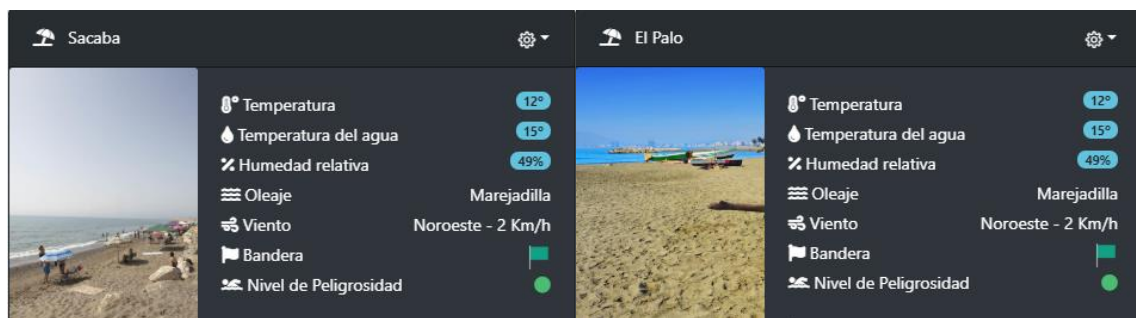 Sacaba
Temperatura 12°
Temperatura del agua 15°
Humedad relativa 49%
Oleaje Marejadilla
Viento Noroeste - 2 Km/h
Bandera
Nivel de Peligrosidad
El Palo
Temperatura 12°
Temperatura del agua 15°
Humedad relativa 49%
Oleaje Marejadilla
Viento Noroeste - 2 Km/h
Bandera
Nivel de Peligrosidad